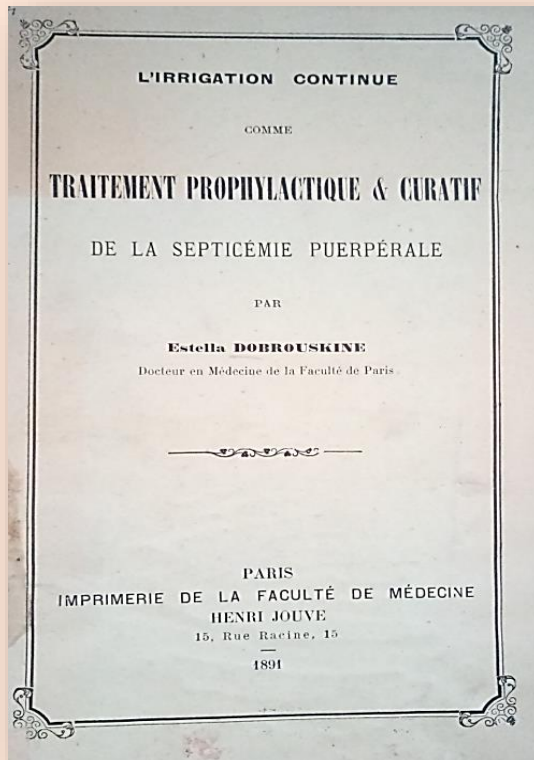 L'IRRIGATION CONTINUE
COMME
TRAITEMENT PROPHYLACTIQUE & CURATIF
DE LA SEPTICÉMIE PUERPÉRALE
PAR
Estella DOBROUSKINE
Docteur en Médecine de la Faculté de Paris
PARIS
IMPRIMERIE DE LA FACULTÉ DE MÉDECINE
HENRI JOUVE
15, Rue Racine, 15
1891